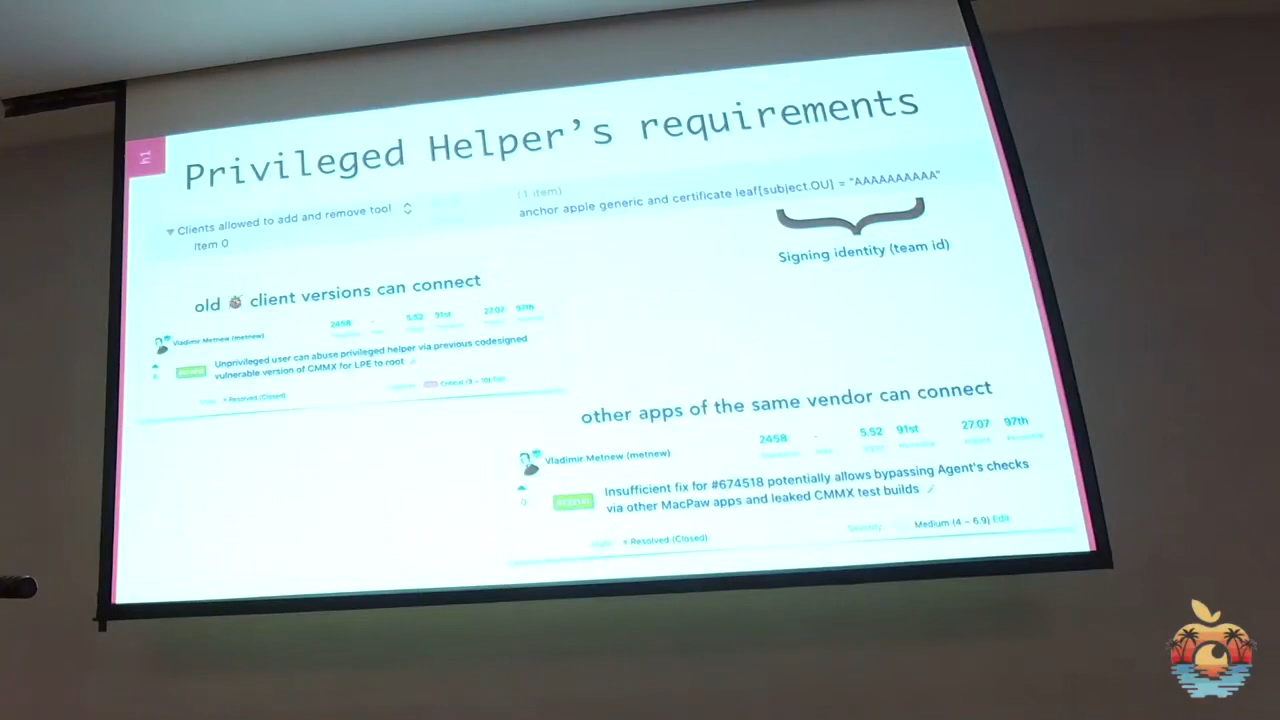 h1
Privileged Helper's requirements
Clients allowed to add and remove tool
(1 item)
Item 0
anchor apple generic and certificate leaf[subject.OU] = "AAAAAAAAAA"
Signing identity (team id)
old client versions can connect
Vladimir Metnew (metnew)
2458 - 5.52 91st 27.07 97th
Unprivileged user can abuse privileged helper via previous codesigned
vulnerable version of CMMX for LPE to root
Resolved (Closed)
Critical (9 ~ 10) Edit
other apps of the same vendor can connect
Vladimir Metnew (metnew)
2458 - 5.52 91st 27.07 97th
0
Insufficient fix for #674518 potentially allows bypassing Agent's checks
via other MacPaw apps and leaked CMMX test builds
Resolved (Closed)
Severity Medium (4 ~ 6.9) Edit